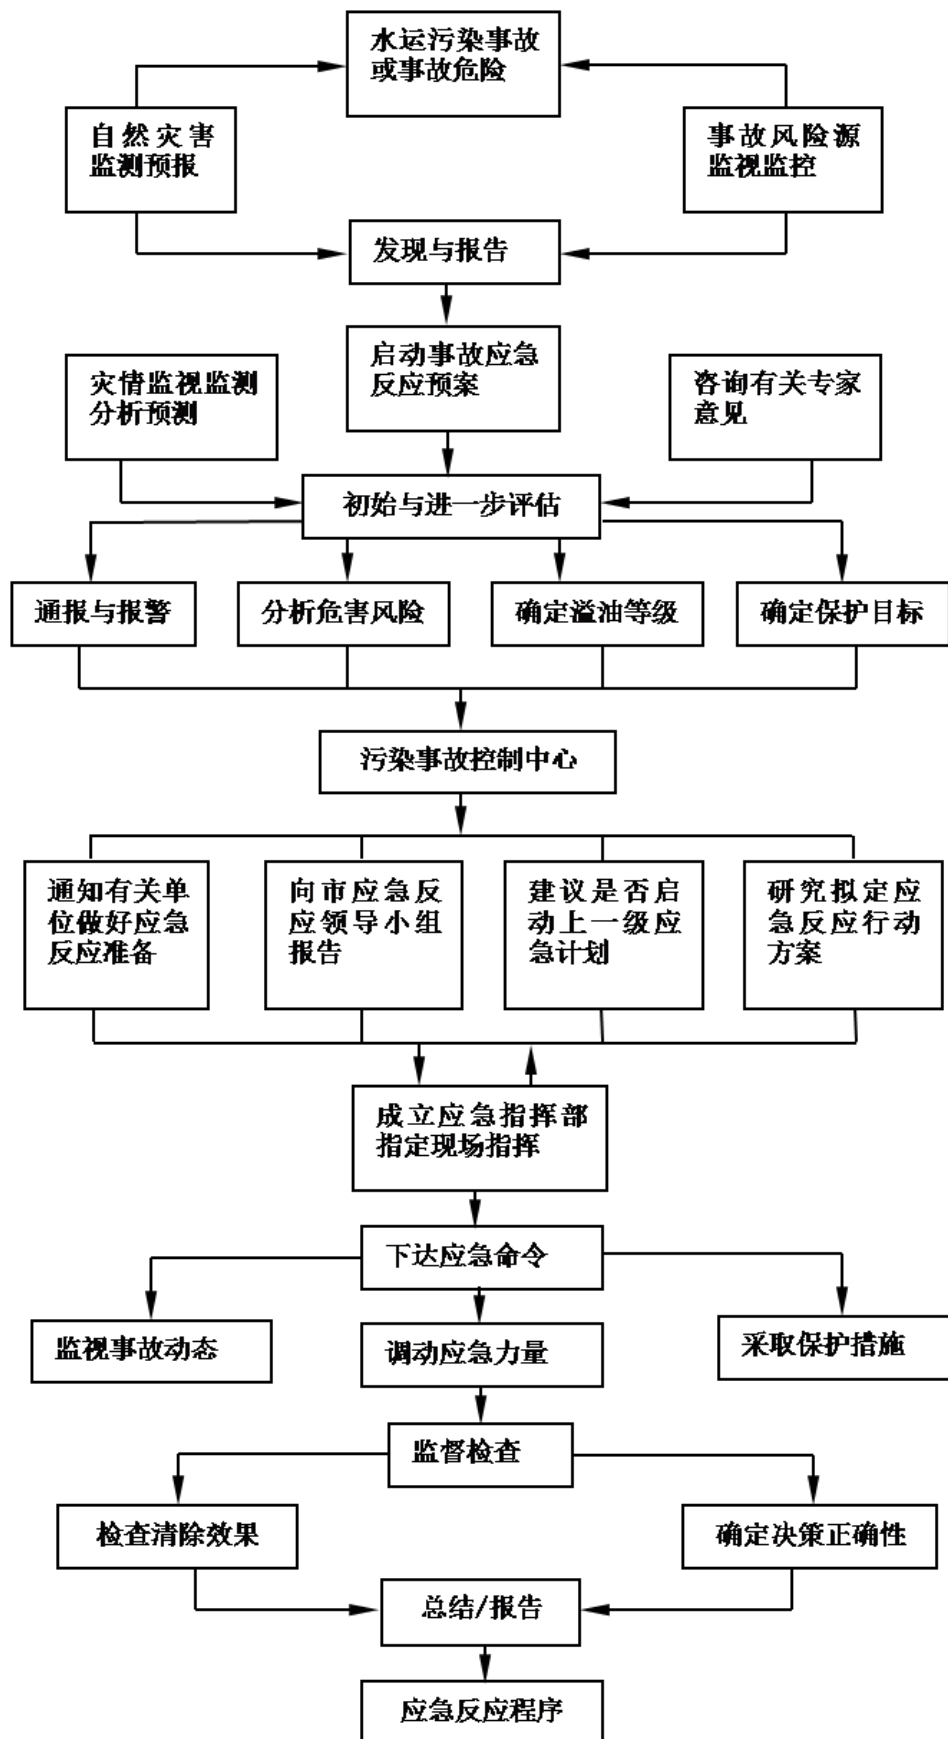 水运污染事故
或事故危险
自然灾害
监测预报
事故风险源
监视监控
发现与报告
启动事故应急
反应预案
灾情监视监测
分析预测
咨询有关专家
意见
初始与进一步评估
通报与报警
分析危害风险
确定溢油等级
确定保护目标
污染事故控制中心
通知有关单
位做好应急
反应准备
向市应急反
应领导小组
报告
建议是否启
动上一级应
急计划
研究拟定应
急反应行动
方案
成立应急指挥部
指定现场指挥
下达应急命令
监视事故动态
调动应急力量
采取保护措施
监督检查
检查清除效果
确定决策正确性
总结/报告
应急反应程序